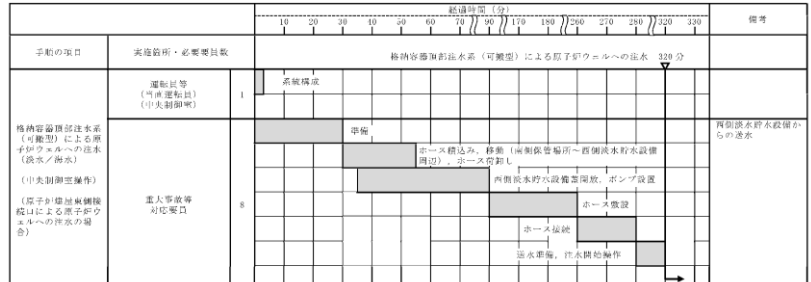 経過時間（分）
備考
10 20 30 40 50 60 70 90 170 180 260 270 290 320 330
手順の項目
実施箇所・必要要員数
格納容器頂部注水系（可搬型）による原子炉ウェルへの注水 320分
格納容器頂部注水系
（可搬型）による原
子炉ウェルへの注水
（淡水／海水）
（中央制御室操作）
（原子炉建屋東側接
続口による原子炉ウ
ェルへの注水の場
合）
運転員等
（当直運転員）
（中央制御室）
1
系統構成
重大事故等
対応要員
8
準備
ホース積込み，移動（南側保管場所～西側淡水貯水設備
周辺），ホース荷卸し
西側淡水貯水設備蓋開放，ポンプ設置
ホース敷設
ホース接続
送水準備，注水開始操作
西側淡水貯水設備か
らの送水